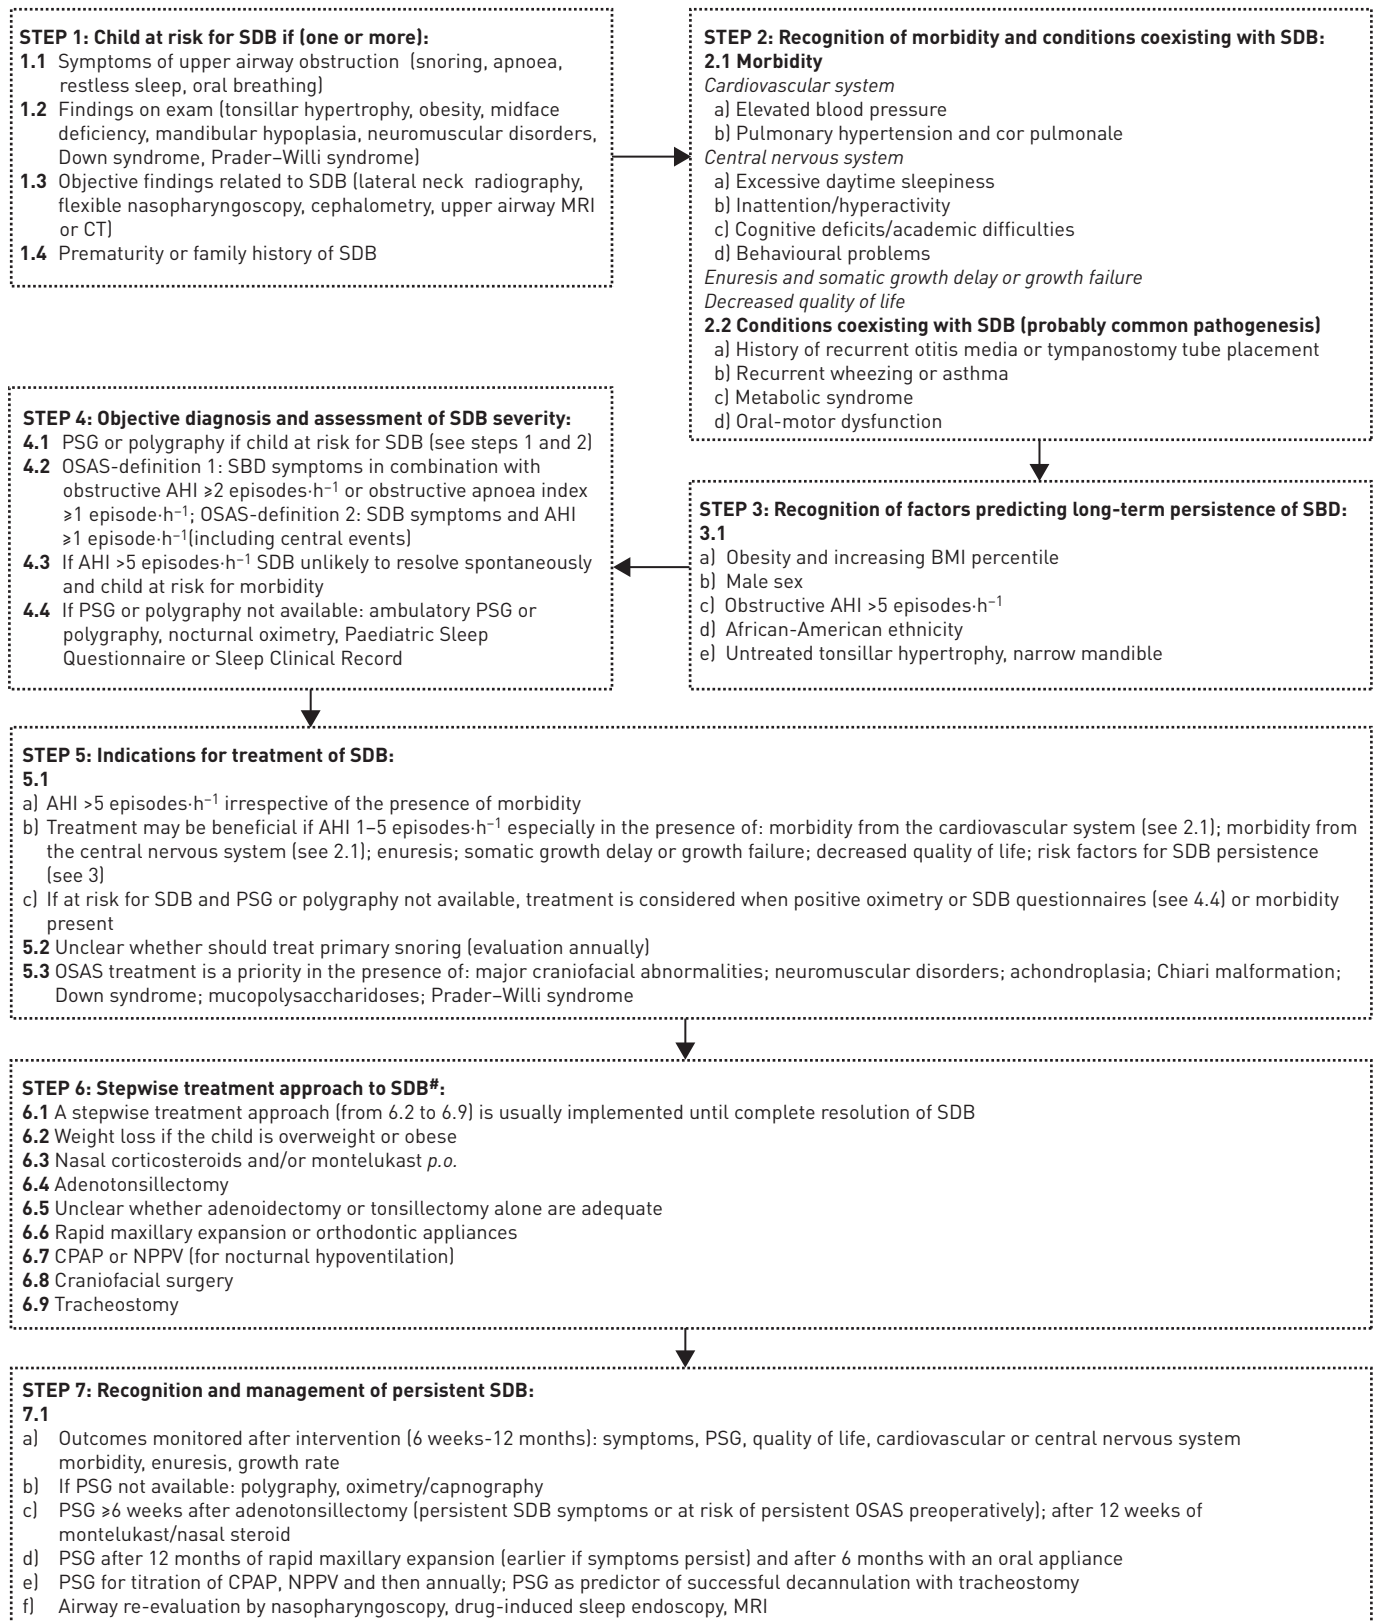 STEP 1: Child at risk for SDB if (one or more):
1.1 Symptoms of upper airway obstruction (snoring, apnoea,
restless sleep, oral breathing)
1.2 Findings on exam (tonsillar hypertrophy, obesity, midface
deficiency, mandibular hypoplasia, neuromuscular disorders,
Down syndrome, Prader–Willi syndrome)
1.3 Objective findings related to SDB (lateral neck radiography,
flexible nasopharyngoscopy, cephalometry, upper airway MRI
or CT)
1.4 Prematurity or family history of SDB
STEP 2: Recognition of morbidity and conditions coexisting with SDB:
2.1 Morbidity
Cardiovascular system
a) Elevated blood pressure
b) Pulmonary hypertension and cor pulmonale
Central nervous system
a) Excessive daytime sleepiness
b) Inattention/hyperactivity
c) Cognitive deficits/academic difficulties
d) Behavioural problems
Enuresis and somatic growth delay or growth failure
Decreased quality of life
2.2 Conditions coexisting with SDB (probably common pathogenesis)
a) History of recurrent otitis media or tympanostomy tube placement
b) Recurrent wheezing or asthma
c) Metabolic syndrome
d) Oral-motor dysfunction
STEP 3: Recognition of factors predicting long-term persistence of SBD:
3.1
a) Obesity and increasing BMI percentile
b) Male sex
c) Obstructive AHI >5 episodes·h⁻¹
d) African-American ethnicity
e) Untreated tonsillar hypertrophy, narrow mandible
STEP 4: Objective diagnosis and assessment of SDB severity:
4.1 PSG or polygraphy if child at risk for SDB (see steps 1 and 2)
4.2 OSAS-definition 1: SBD symptoms in combination with
obstructive AHI ≥2 episodes·h⁻¹ or obstructive apnoea index
≥1 episode·h⁻¹; OSAS-definition 2: SDB symptoms and AHI
≥1 episode·h⁻¹(including central events)
4.3 If AHI >5 episodes·h⁻¹ SDB unlikely to resolve spontaneously
and child at risk for morbidity
4.4 If PSG or polygraphy not available: ambulatory PSG or
polygraphy, nocturnal oximetry, Paediatric Sleep
Questionnaire or Sleep Clinical Record
STEP 5: Indications for treatment of SDB:
5.1
a) AHI >5 episodes·h⁻¹ irrespective of the presence of morbidity
b) Treatment may be beneficial if AHI 1–5 episodes·h⁻¹ especially in the presence of: morbidity from the cardiovascular system (see 2.1); morbidity from
the central nervous system (see 2.1); enuresis; somatic growth delay or growth failure; decreased quality of life; risk factors for SDB persistence
(see 3)
c) If at risk for SDB and PSG or polygraphy not available, treatment is considered when positive oximetry or SDB questionnaires (see 4.4) or morbidity
present
5.2 Unclear whether should treat primary snoring (evaluation annually)
5.3 OSAS treatment is a priority in the presence of: major craniofacial abnormalities; neuromuscular disorders; achondroplasia; Chiari malformation;
Down syndrome; mucopolysaccharidoses; Prader–Willi syndrome
STEP 6: Stepwise treatment approach to SDB#:
6.1 A stepwise treatment approach (from 6.2 to 6.9) is usually implemented until complete resolution of SDB
6.2 Weight loss if the child is overweight or obese
6.3 Nasal corticosteroids and/or montelukast p.o.
6.4 Adenotonsillectomy
6.5 Unclear whether adenoidectomy or tonsillectomy alone are adequate
6.6 Rapid maxillary expansion or orthodontic appliances
6.7 CPAP or NPPV (for nocturnal hypoventilation)
6.8 Craniofacial surgery
6.9 Tracheostomy
STEP 7: Recognition and management of persistent SDB:
7.1
a) Outcomes monitored after intervention (6 weeks-12 months): symptoms, PSG, quality of life, cardiovascular or central nervous system
morbidity, enuresis, growth rate
b) If PSG not available: polygraphy, oximetry/capnography
c) PSG ≥6 weeks after adenotonsillectomy (persistent SDB symptoms or at risk of persistent OSAS preoperatively); after 12 weeks of
montelukast/nasal steroid
d) PSG after 12 months of rapid maxillary expansion (earlier if symptoms persist) and after 6 months with an oral appliance
e) PSG for titration of CPAP, NPPV and then annually; PSG as predictor of successful decannulation with tracheostomy
f) Airway re-evaluation by nasopharyngoscopy, drug-induced sleep endoscopy, MRI